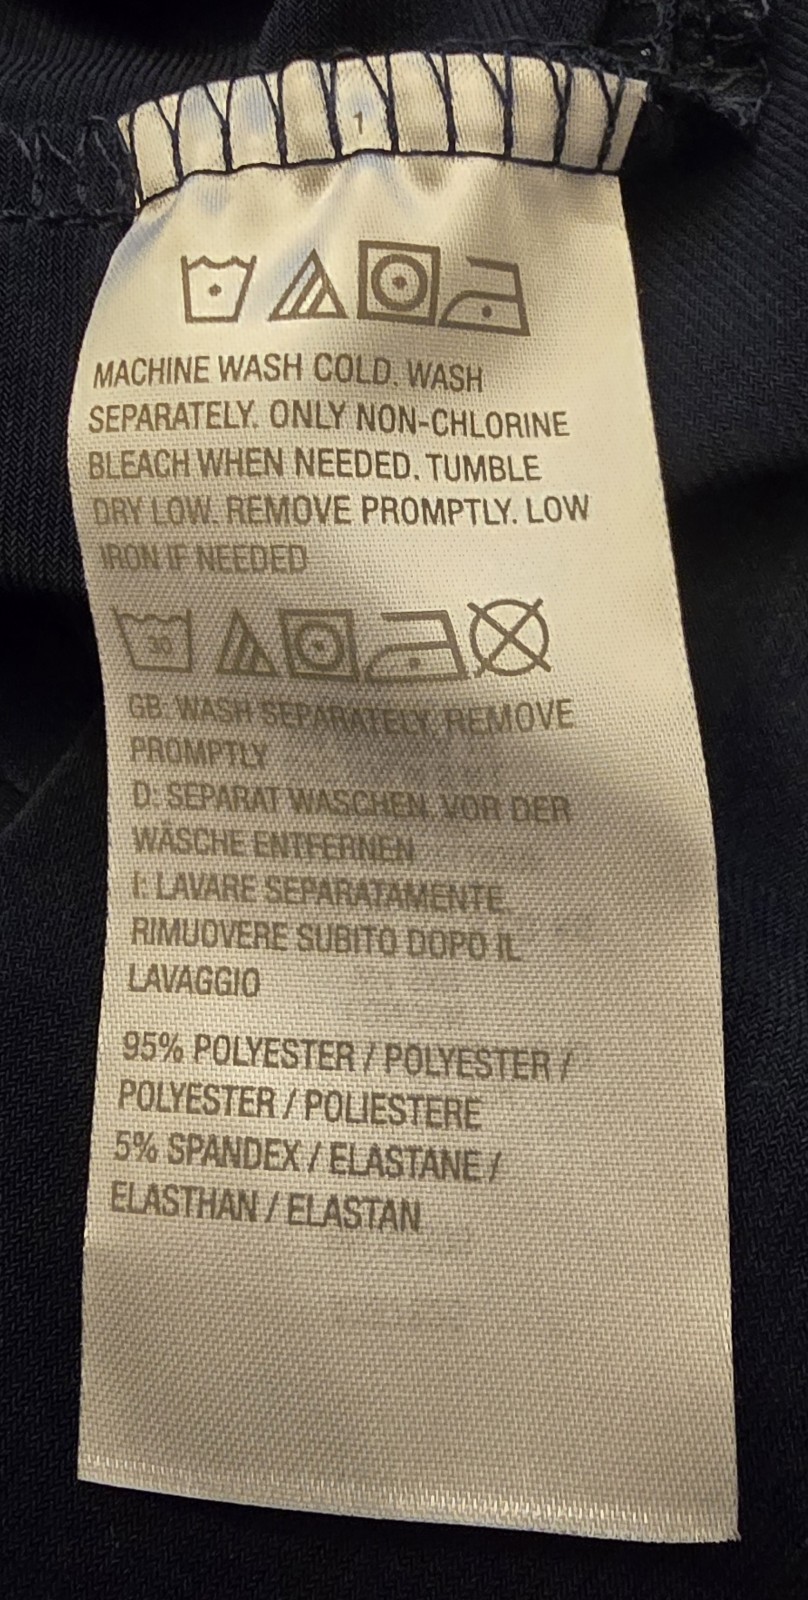 1
MACHINE WASH COLD. WASH
SEPARATELY. ONLY NON-CHLORINE
BLEACH WHEN NEEDED. TUMBLE
DRY LOW. REMOVE PROMPTLY. LOW
IRON IF NEEDED
30
GB: WASH SEPARATELY. REMOVE
PROMPTLY
D: SEPARAT WASCHEN. VOR DER
WÄSCHE ENTFERNEN
I: LAVARE SEPARATAMENTE.
RIMUOVERE SUBITO DOPO IL
LAVAGGIO
95% POLYESTER / POLYESTER /
POLYESTER / POLIESTERE
5% SPANDEX / ELASTANE /
ELASTHAN / ELASTAN